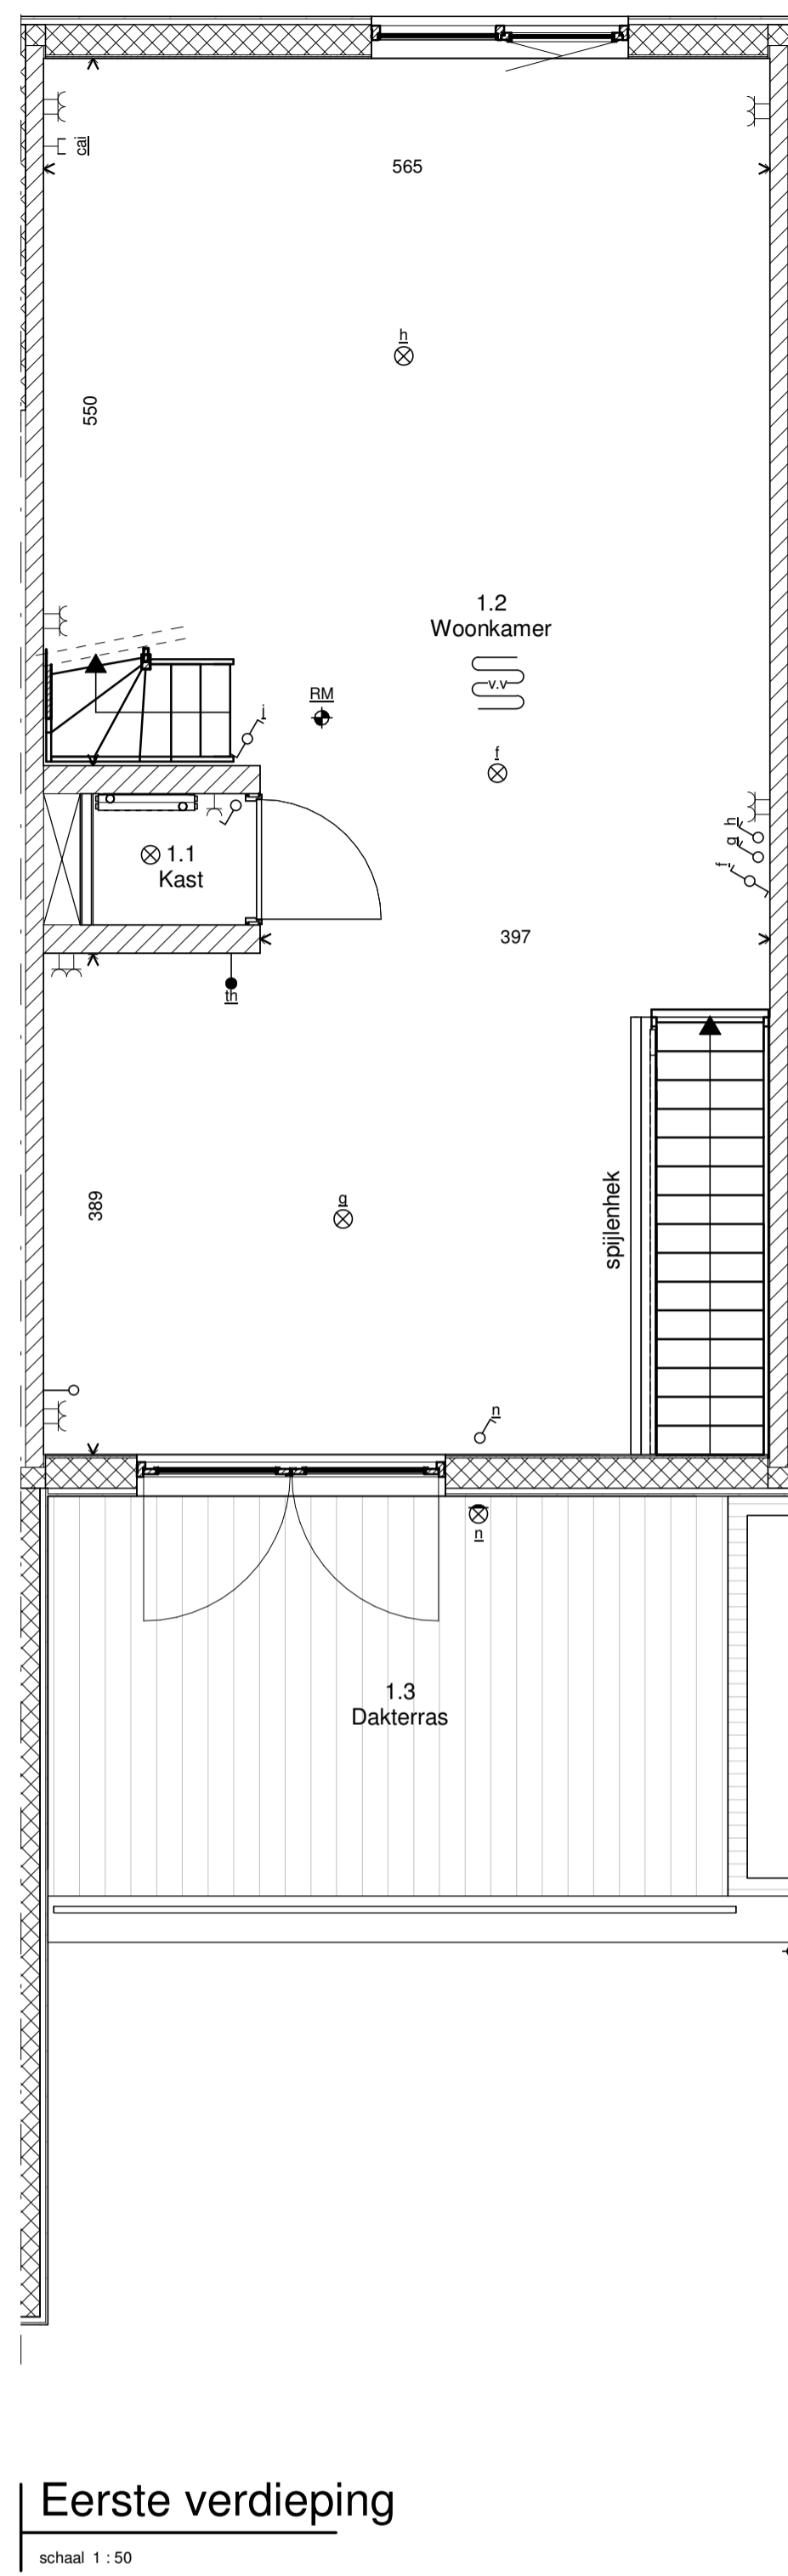 cai
565
h
550
1.2
Woonkamer
RM
j
v.v
f
h
g
f
1.1
Kast
397
th
389
g
spijlenhek
n
n
1.3
Dakterras
Eerste verdieping
schaal 1 : 50